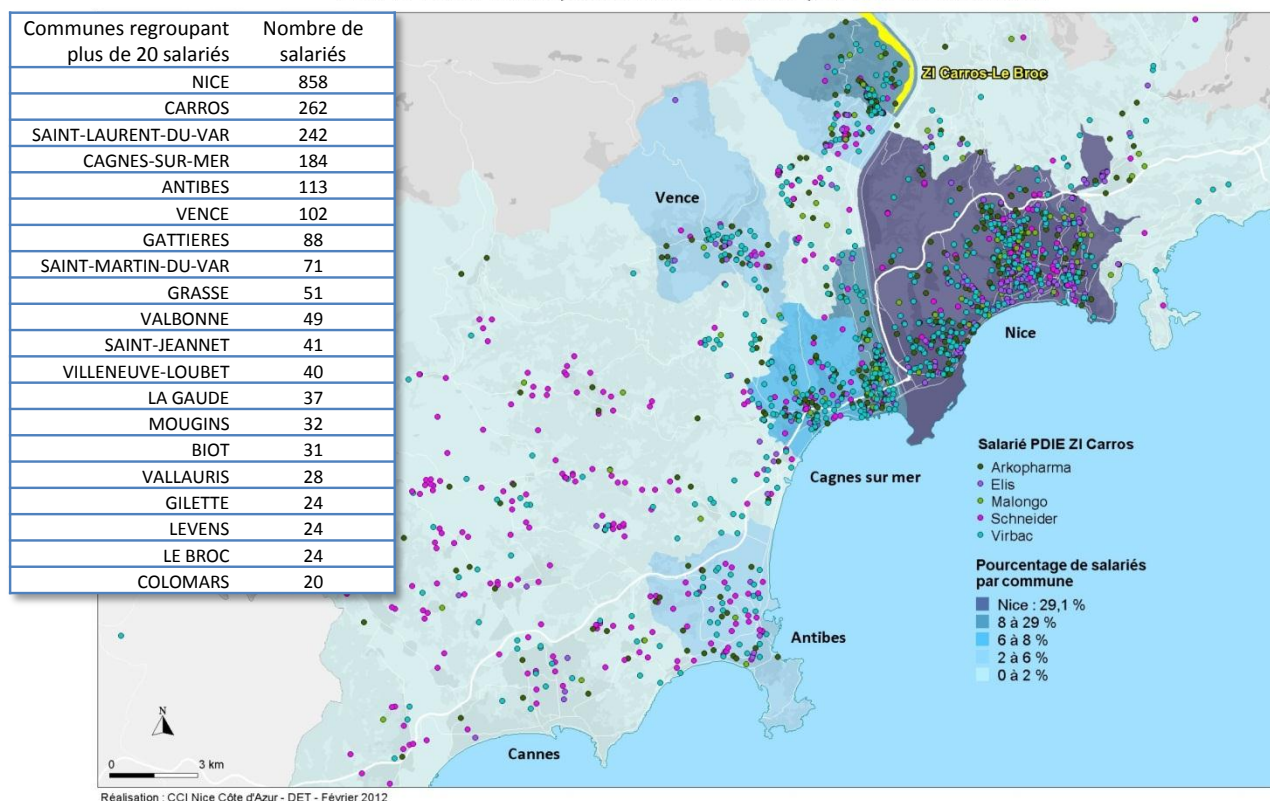 Communes regroupant Nombre de
plus de 20 salariés salariés
NICE 858
CARROS 262
SAINT-LAURENT-DU-VAR 242
CAGNES-SUR-MER 184
ANTIBES 113
VENCE 102
GATTIERES 88
SAINT-MARTIN-DU-VAR 71
GRASSE 51
VALBONNE 49
SAINT-JEANNET 41
VILLENEUVE-LOUBET 40
LA GAUDE 37
MOUGINS 32
BIOT 31
VALLAURIS 28
GILETTE 24
LEVENS 24
LE BROC 24
COLOMARS 20
ZI Carros-Le Broc
Vence
Nice
Cagnes sur mer
Antibes
Cannes
Salarié PDIE ZI Carros
Arkopharma
Elis
Malongo
Schneider
Virbac
Pourcentage de salariés
par commune
Nice : 29,1 %
8 à 29 %
6 à 8 %
2 à 6 %
0 à 2 %
N
0 3 km
Réalisation : CCI Nice Côte d'Azur - DET - Février 2012